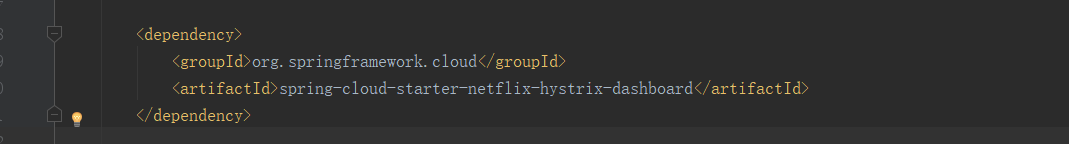 <dependency>
<groupId>org.springframework.cloud</groupId>
<artifactId>spring-cloud-starter-netflix-hystrix-dashboard</artifactId>
</dependency>